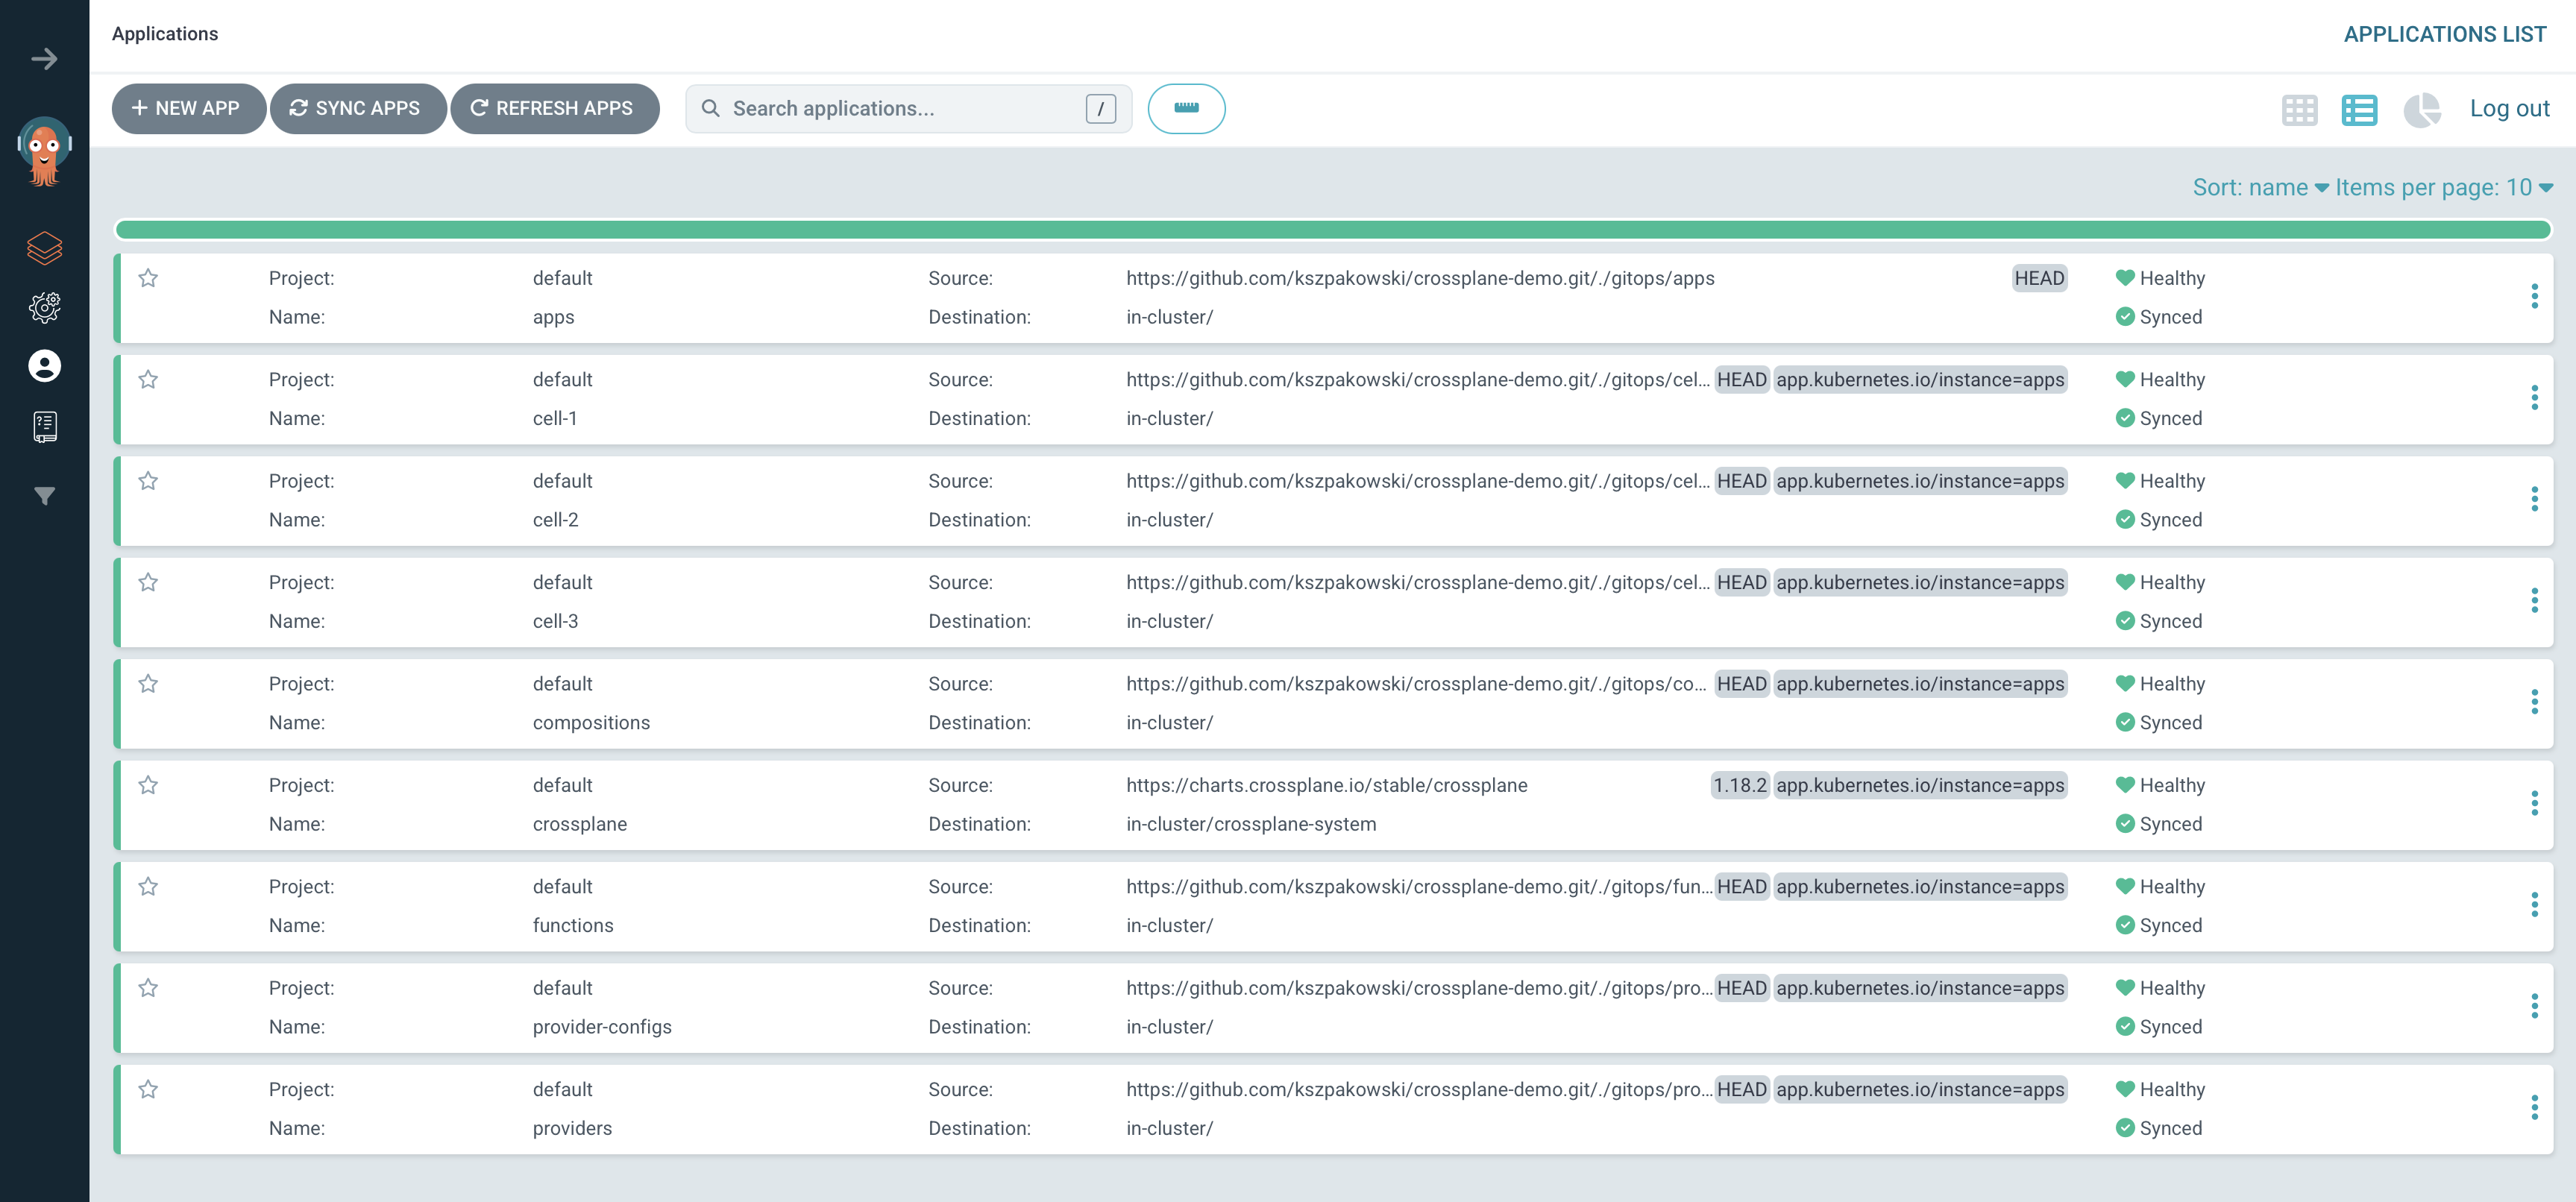 Applications
APPLICATIONS LIST
NEW APP
SYNC APPS
REFRESH APPS
Search applications...
/
Log out
Sort: name Items per page: 10
Project: default Source: https://github.com/kszpakowski/crossplane-demo.git/./gitops/apps HEAD Healthy
Name: apps Destination: in-cluster/ Synced
Project: default Source: https://github.com/kszpakowski/crossplane-demo.git/./gitops/cel... HEAD app.kubernetes.io/instance=apps Healthy
Name: cell-1 Destination: in-cluster/ Synced
Project: default Source: https://github.com/kszpakowski/crossplane-demo.git/./gitops/cel... HEAD app.kubernetes.io/instance=apps Healthy
Name: cell-2 Destination: in-cluster/ Synced
Project: default Source: https://github.com/kszpakowski/crossplane-demo.git/./gitops/cel... HEAD app.kubernetes.io/instance=apps Healthy
Name: cell-3 Destination: in-cluster/ Synced
Project: default Source: https://github.com/kszpakowski/crossplane-demo.git/./gitops/co... HEAD app.kubernetes.io/instance=apps Healthy
Name: compositions Destination: in-cluster/ Synced
Project: default Source: https://charts.crossplane.io/stable/crossplane 1.18.2 app.kubernetes.io/instance=apps Healthy
Name: crossplane Destination: in-cluster/crossplane-system Synced
Project: default Source: https://github.com/kszpakowski/crossplane-demo.git/./gitops/fun... HEAD app.kubernetes.io/instance=apps Healthy
Name: functions Destination: in-cluster/ Synced
Project: default Source: https://github.com/kszpakowski/crossplane-demo.git/./gitops/pro... HEAD app.kubernetes.io/instance=apps Healthy
Name: provider-configs Destination: in-cluster/ Synced
Project: default Source: https://github.com/kszpakowski/crossplane-demo.git/./gitops/pro... HEAD app.kubernetes.io/instance=apps Healthy
Name: providers Destination: in-cluster/ Synced